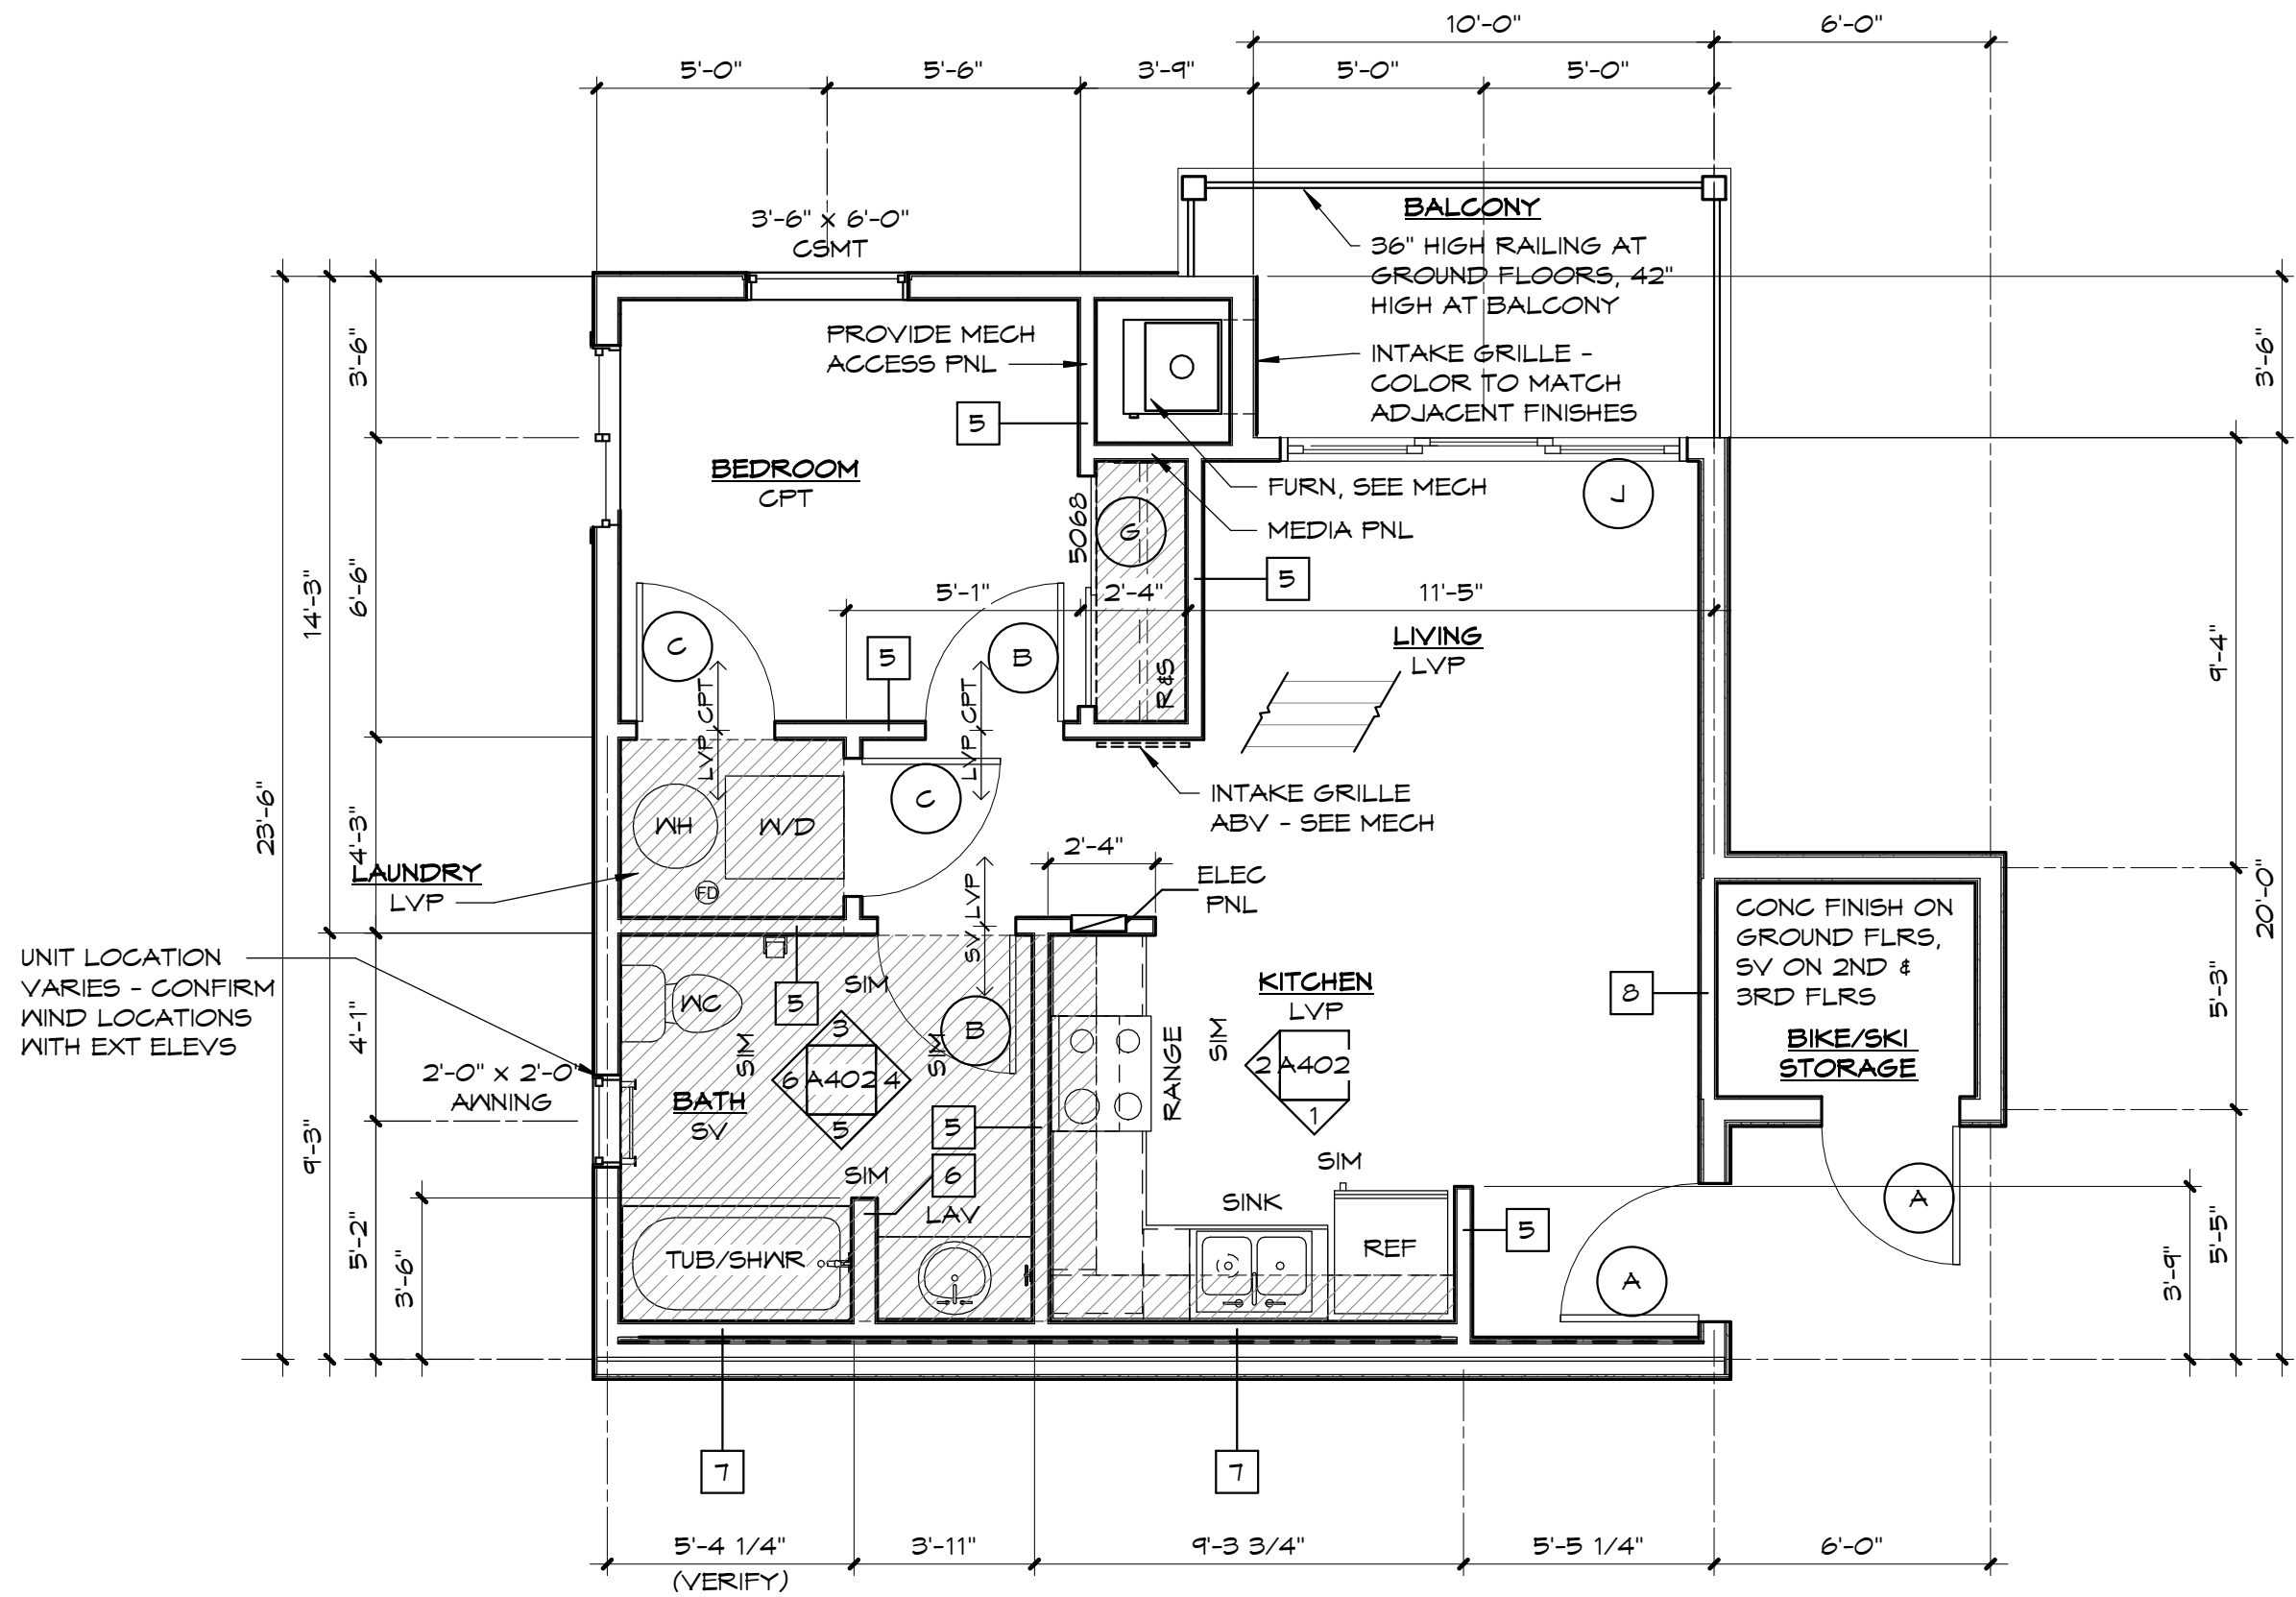 10'-0"
6'-0"
5'-0"
5'-6"
3'-9"
5'-0"
5'-0"
3'-6" x 6'-0"
CSMT
BALCONY
36" HIGH RAILING AT
GROUND FLOORS, 42"
HIGH AT BALCONY
PROVIDE MECH
ACCESS PNL
INTAKE GRILLE -
COLOR TO MATCH
ADJACENT FINISHES
3'-6"
3'-6"
5
BEDROOM
CPT
5068
G
FURN, SEE MECH
MEDIA PNL
J
5
14'-3"
6'-6"
5'-1"
2'-4"
11'-5"
LIVING
LVP
9'-4"
C
5
B
R&S
LVP CPT
LVP CPT
23'-6"
4'-3"
WH
W/D
C
INTAKE GRILLE
ABV - SEE MECH
2'-4"
LAUNDRY
LVP
FD
SV LVP
ELEC
PNL
CONC FINISH ON
GROUND FLRS,
SV ON 2ND &
3RD FLRS
BIKE/SKI
STORAGE
20'-0"
5'-3"
UNIT LOCATION
VARIES - CONFIRM
WIND LOCATIONS
WITH EXT ELEVS
4'-1"
WC
5
SIM
KITCHEN
LVP
8
SIM
3
6 A402 4
5
SIM
B
RANGE
SIM
2 A402
1
2'-0" x 2'-0"
AWNING
BATH
SV
5
6
SIM
SIM
9'-3"
5'-2"
3'-6"
LAV
SINK
REF
5
A
A
TUB/SHWR
3'-9"
5'-5"
7
7
5'-4 1/4"
(VERIFY)
3'-11"
9'-3 3/4"
5'-5 1/4"
6'-0"